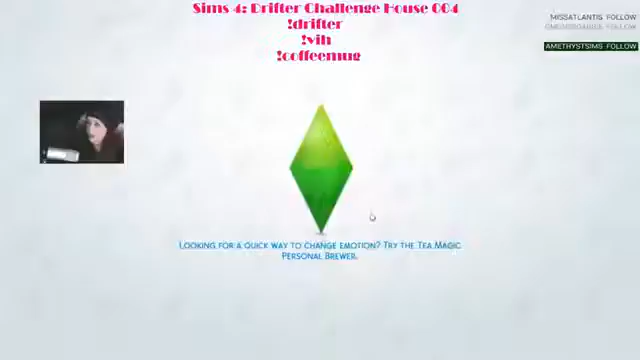 Sims 4: Drifter Challenge House 004
!drifter
!vih
!coffeemug
MISSATLANTIS FOLLOW
FOLLOW
AMETHYSTSIMS FOLLOW
Looking for a quick way to change emotion? Try the Tea Magic
Personal Brewer.